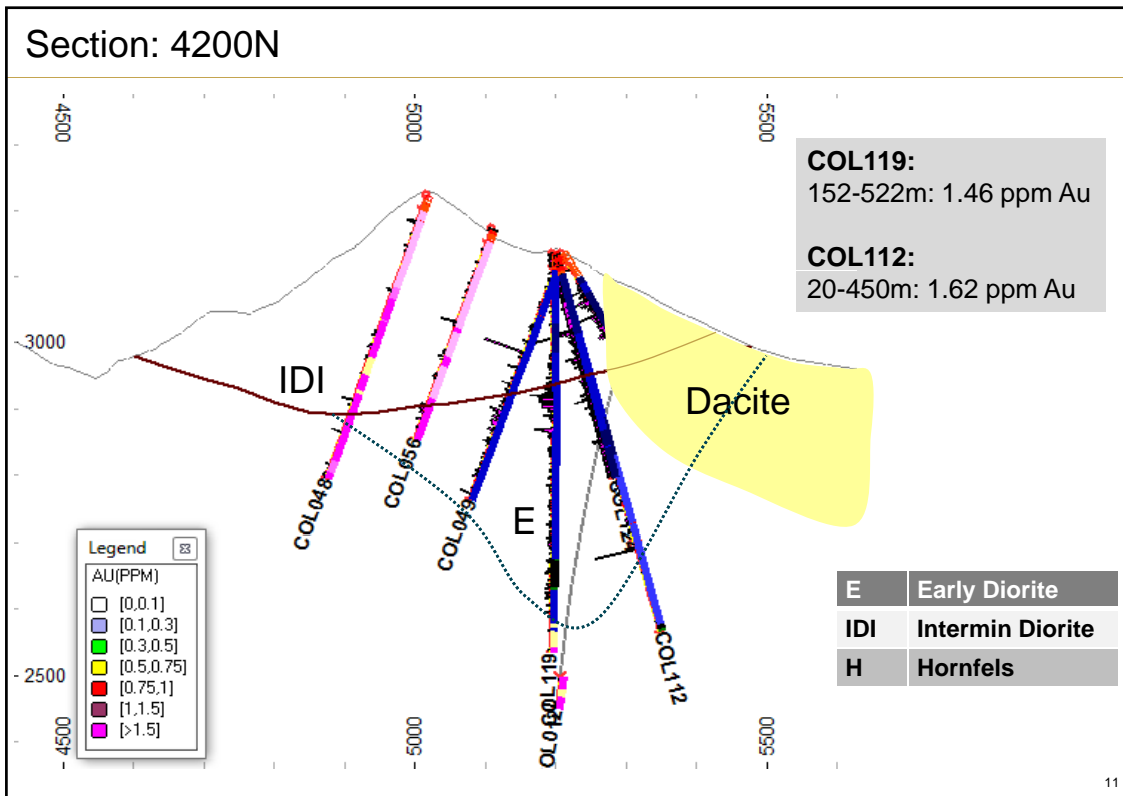 Section: 4200N
4500
5000
5500
COL119:
152-522m: 1.46 ppm Au
COL112:
20-450m: 1.62 ppm Au
3000
IDI
Dacite
COL048
COL056
COL049
E
COL124
COL119
COL112
2500
Legend
AU(PPM)
[0,0.1]
[0.1,0.3]
[0.3,0.5]
[0.5,0.75]
[0.75,1]
[1,1.5]
[>1.5]
E Early Diorite
IDI Intermin Diorite
H Hornfels
4500
5000
5500
11